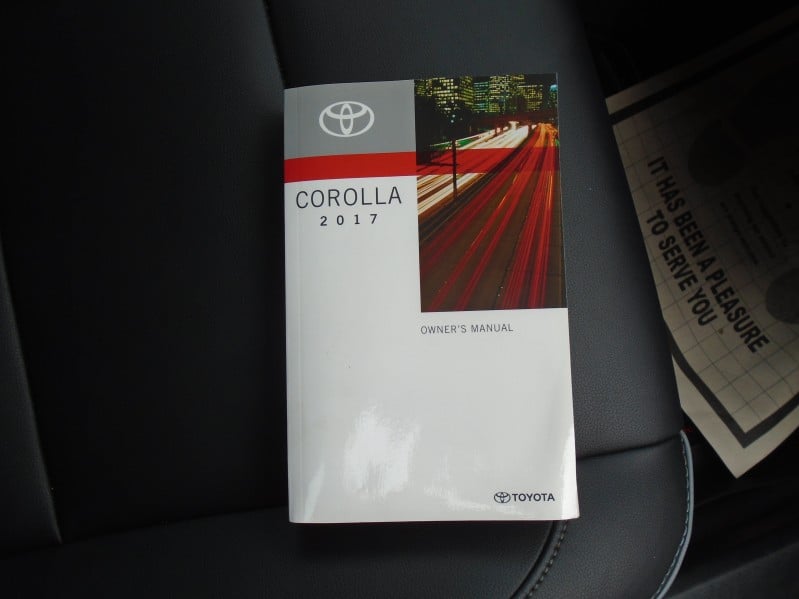 COROLLA
2017
OWNER'S MANUAL
TOYOTA
IT HAS BEEN A PLEASURE
TO SERVE YOU